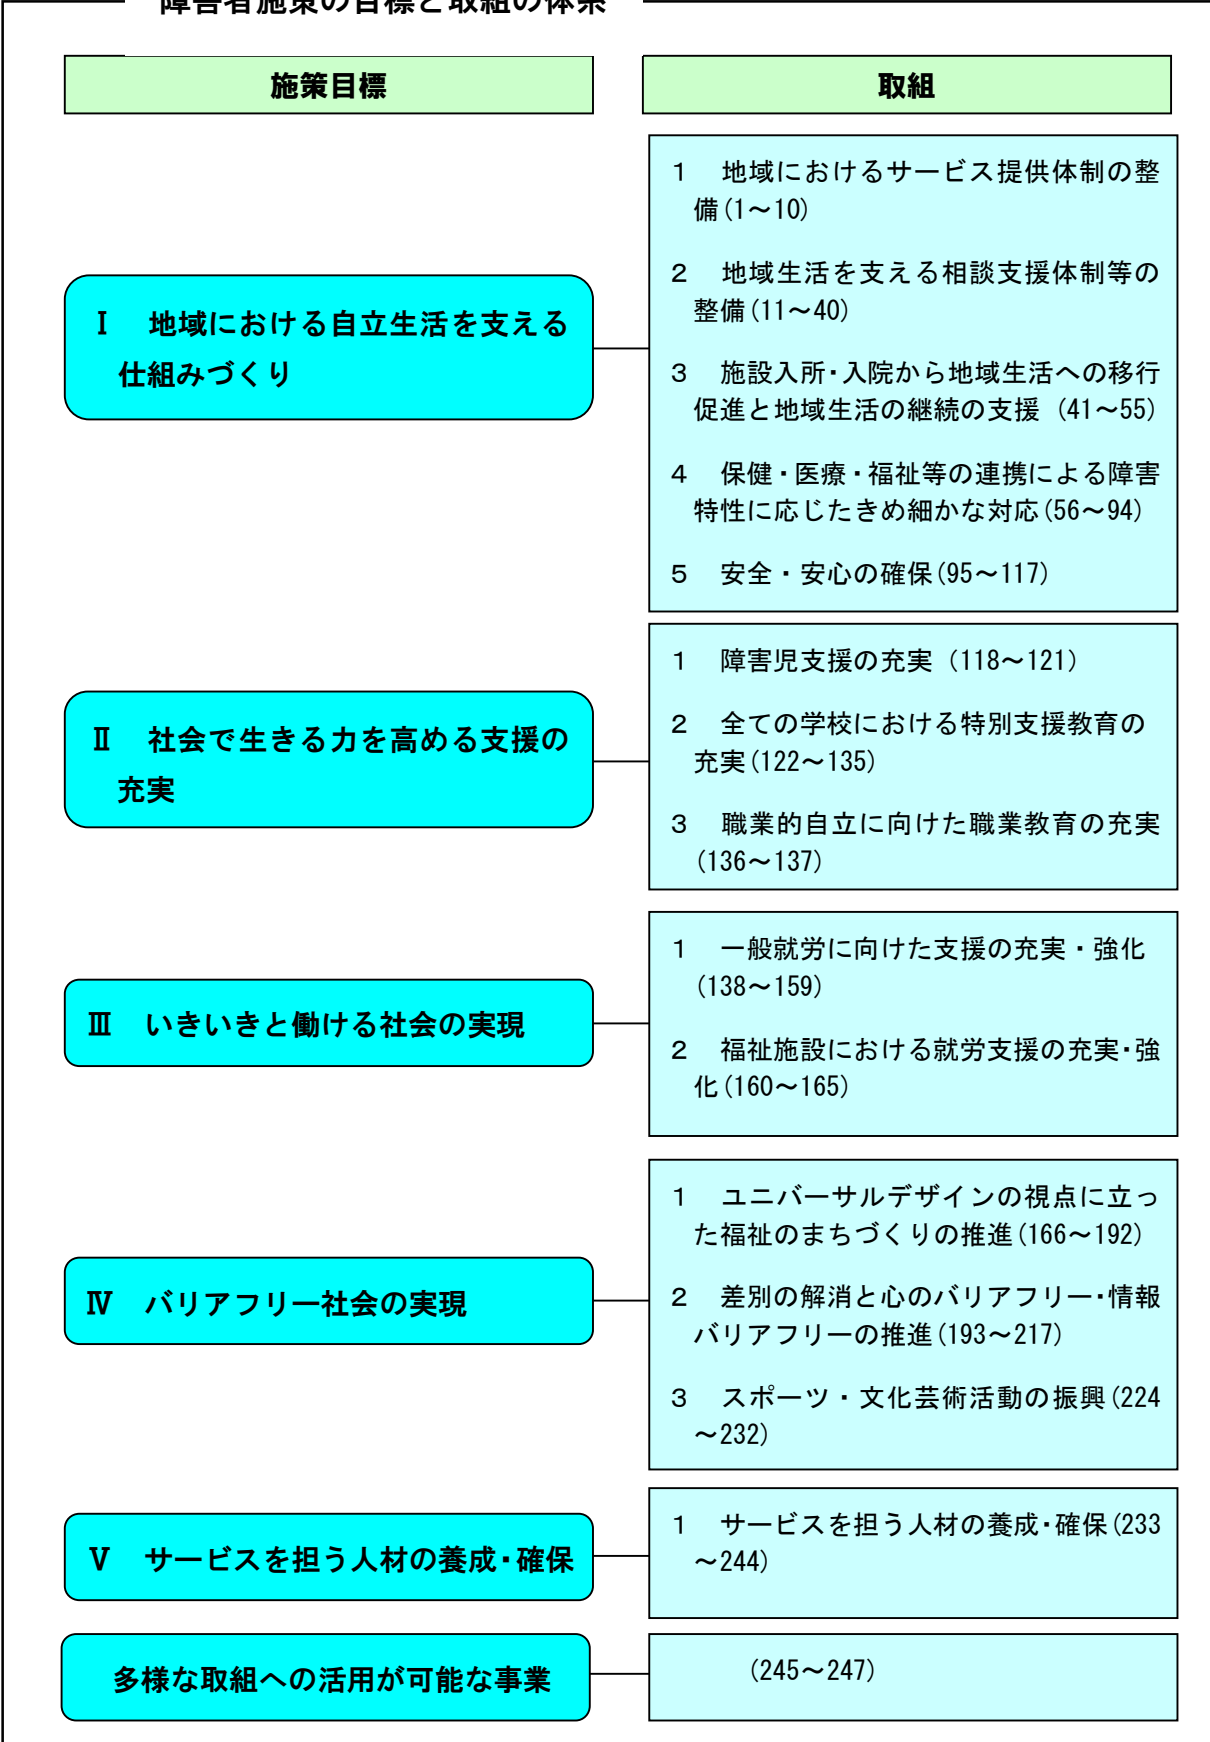 障害者施策の目標と取組の体系
施策目標
取組
Ⅰ　地域における自立生活を支える
仕組みづくり
１　地域におけるサービス提供体制の整
備(1～10)
２　地域生活を支える相談支援体制等の
整備(11～40)
３　施設入所・入院から地域生活への移行
促進と地域生活の継続の支援 (41～55)
４　保健・医療・福祉等の連携による障害
特性に応じたきめ細かな対応(56～94)
５　安全・安心の確保(95～117)
Ⅱ　社会で生きる力を高める支援の
充実
１　障害児支援の充実 (118～121)
２　全ての学校における特別支援教育の
充実(122～135)
３　職業的自立に向けた職業教育の充実
(136～137)
Ⅲ　いきいきと働ける社会の実現
１　一般就労に向けた支援の充実・強化
(138～159)
２　福祉施設における就労支援の充実・強
化(160～165)
Ⅳ　バリアフリー社会の実現
１　ユニバーサルデザインの視点に立っ
た福祉のまちづくりの推進(166～192)
２　差別の解消と心のバリアフリー・情報
バリアフリーの推進(193～217)
３　スポーツ・文化芸術活動の振興(224
～232)
Ⅴ　サービスを担う人材の養成・確保
１　サービスを担う人材の養成・確保(233
～244)
多様な取組への活用が可能な事業
(245～247)